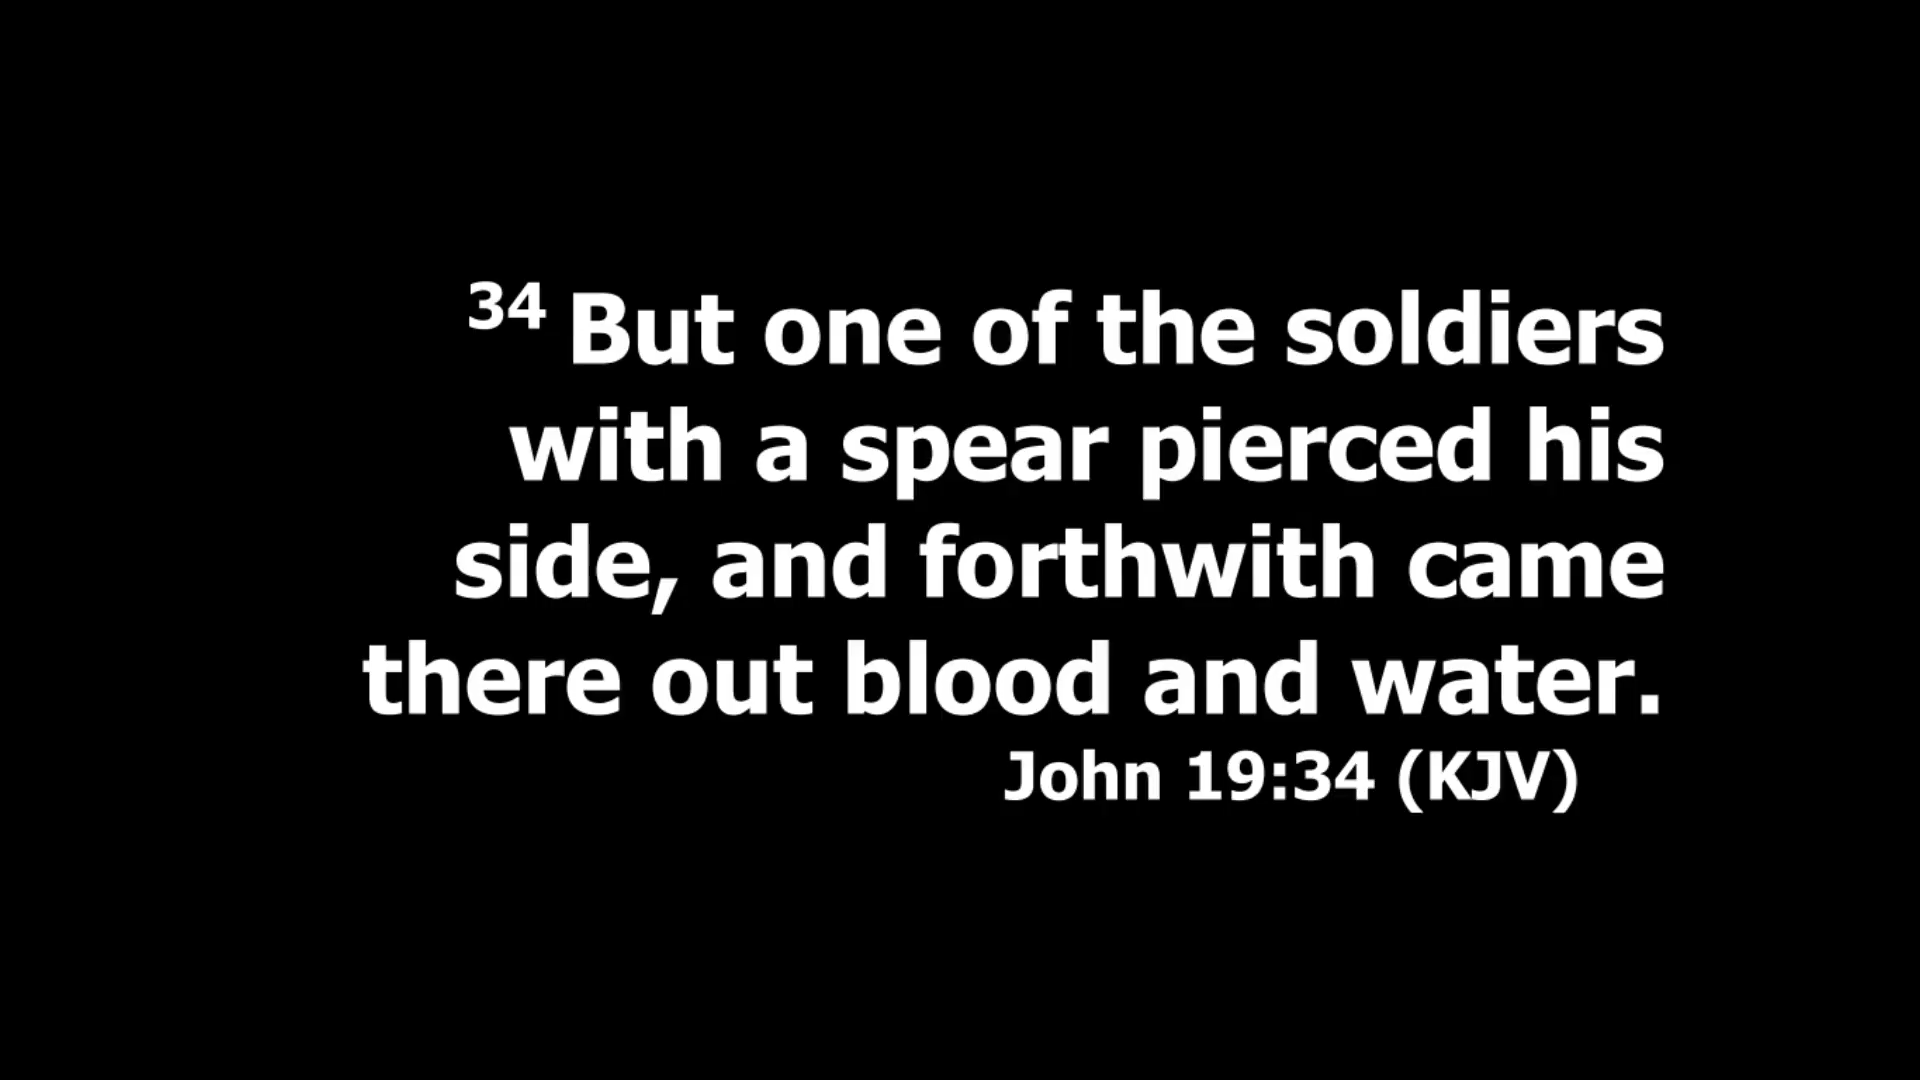 34 But one of the soldiers
with a spear pierced his
side, and forthwith came
there out blood and water.
John 19:34 (KJV)